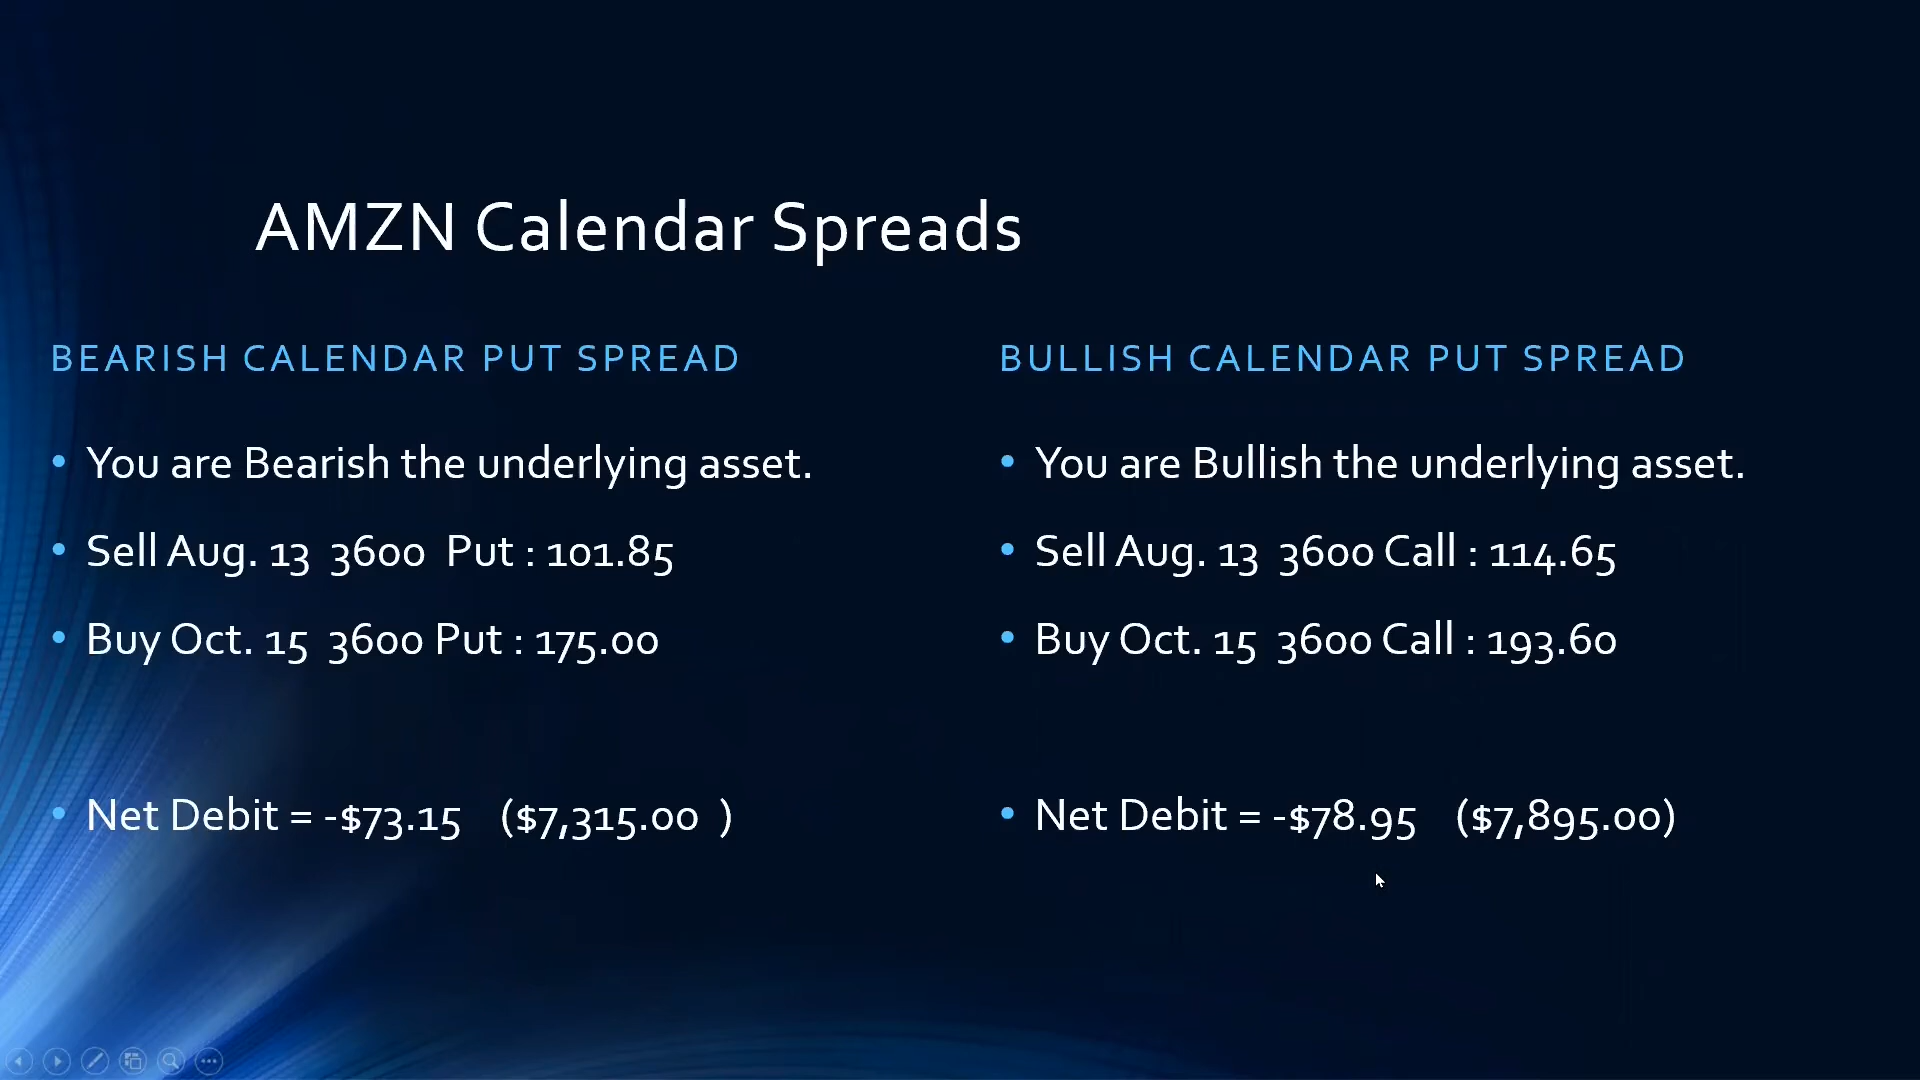 AMZN Calendar Spreads
BEARISH CALENDAR PUT SPREAD
• You are Bearish the underlying asset.
• Sell Aug. 13  3600  Put : 101.85
• Buy Oct. 15  3600 Put : 175.00
• Net Debit = -$73.15   ($7,315.00  )
BULLISH CALENDAR PUT SPREAD
• You are Bullish the underlying asset.
• Sell Aug. 13  3600 Call : 114.65
• Buy Oct. 15  3600 Call : 193.60
• Net Debit = -$78.95   ($7,895.00)